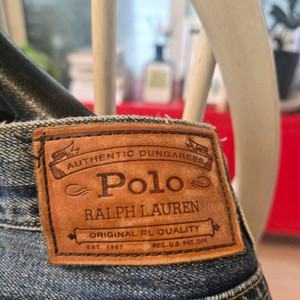 AUTHENTIC DUNGAREES
Polo
RALPH LAUREN
ORIGINAL RL QUALITY
EST. 1967 REG. U.S. PAT. OFF.